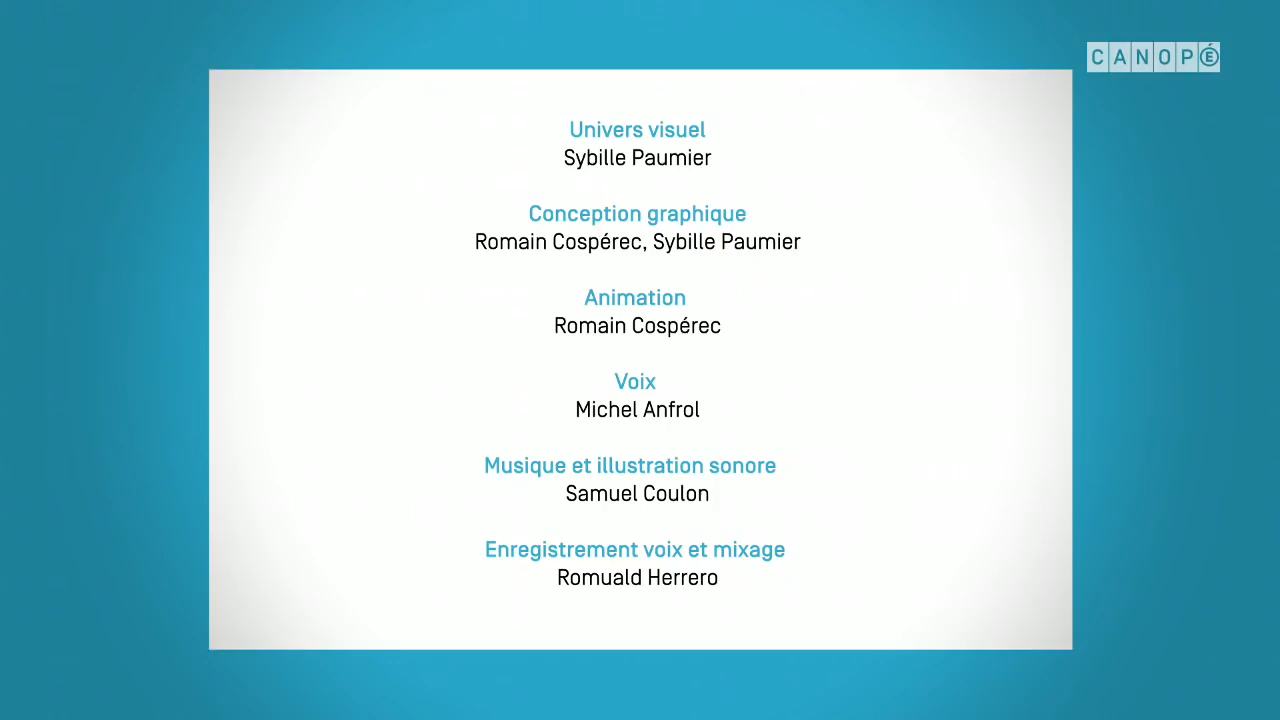 CANOPÉ
Univers visuel
Sybille Paumier
Conception graphique
Romain Cospérec, Sybille Paumier
Animation
Romain Cospérec
Voix
Michel Anfrol
Musique et illustration sonore
Samuel Coulon
Enregistrement voix et mixage
Romuald Herrero